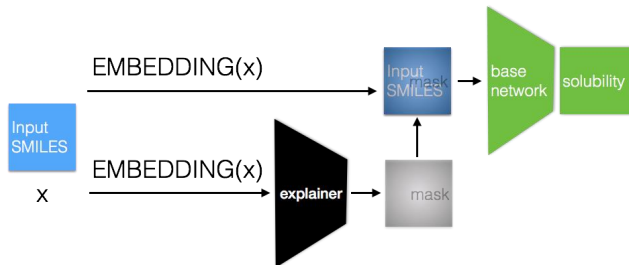 EMBEDDING(x)
Input
SMILES
mask
base
network
solubility
Input
SMILES
x
EMBEDDING(x)
explainer
mask